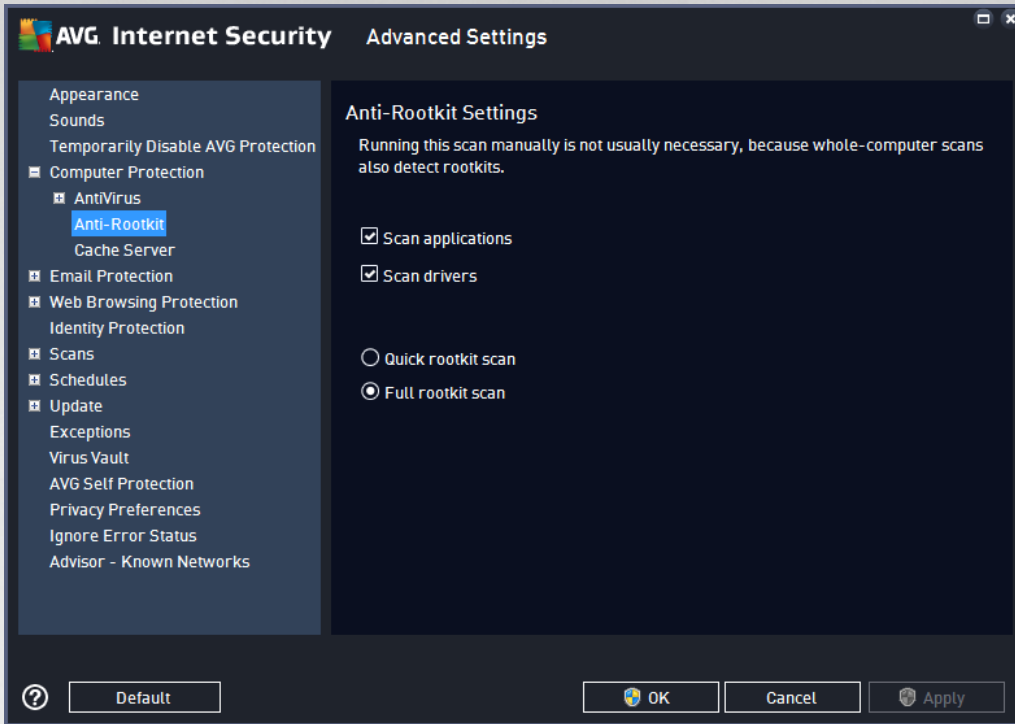 AVG. Internet Security
Advanced Settings
Appearance
Sounds
Temporarily Disable AVG Protection
Computer Protection
AntiVirus
Anti-Rootkit
Cache Server
Email Protection
Web Browsing Protection
Identity Protection
Scans
Schedules
Update
Exceptions
Virus Vault
AVG Self Protection
Privacy Preferences
Ignore Error Status
Advisor - Known Networks
Anti-Rootkit Settings
Running this scan manually is not usually necessary, because whole-computer scans
also detect rootkits.
Scan applications
Scan drivers
Quick rootkit scan
Full rootkit scan
?
Default
OK
Cancel
Apply